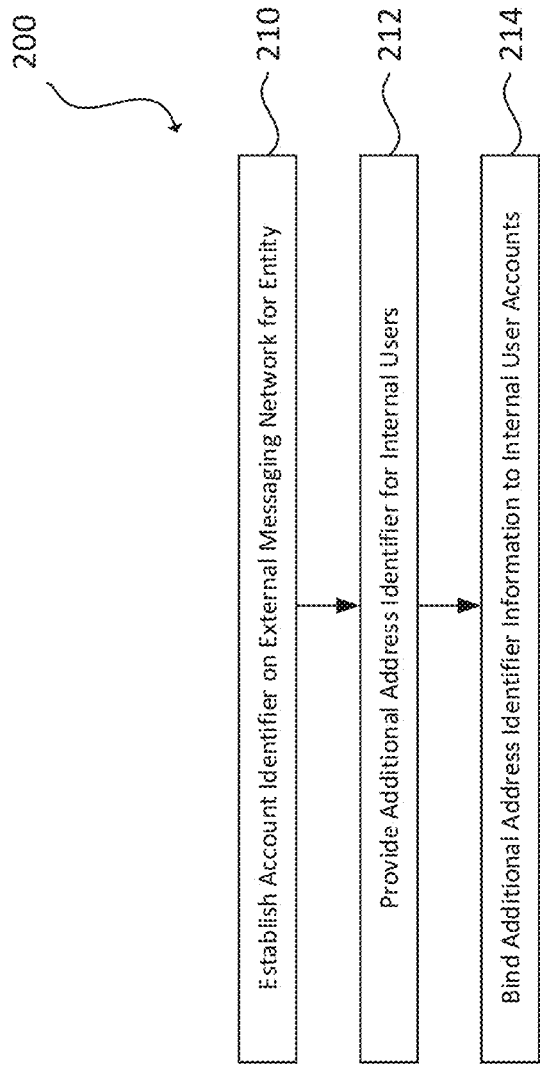 200
Establish Account Identifier on External Messaging Network for Entity
210
Provide Additional Address Identifier for Internal Users
212
Bind Additional Address Identifier Information to Internal User Accounts
214